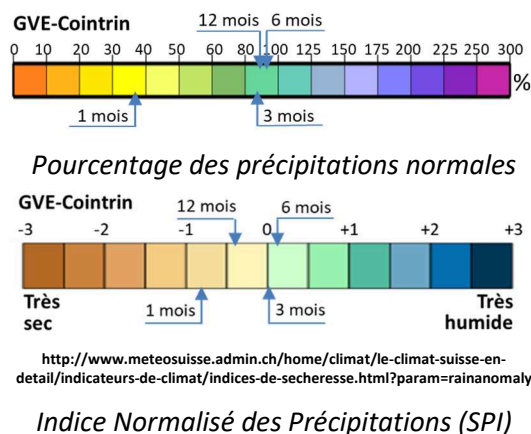 GVE-Cointrin
12 mois 6 mois
0 10 20 30 40 50 60 70 80 100 125 150 175 200 225 250 300
%
1 mois 3 mois
Pourcentage des précipitations normales
GVE-Cointrin
12 mois 6 mois
-3 -2 -1 0 +1 +2 +3
Très sec
1 mois 3 mois
Très humide
http://www.meteosuisse.admin.ch/home/climat/le-climat-suisse-en-
detail/indicateurs-de-climat/indices-de-secheresse.html?param=rainanomaly
Indice Normalisé des Précipitations (SPI)